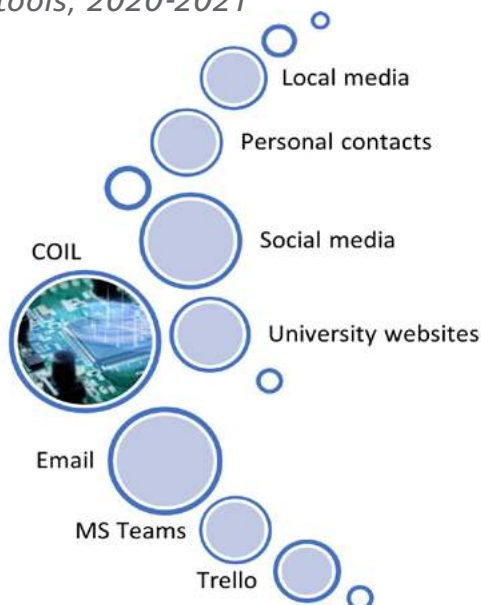 tools, 2020-2021
Local media
Personal contacts
Social media
COIL
University websites
Email
MS Teams
Trello